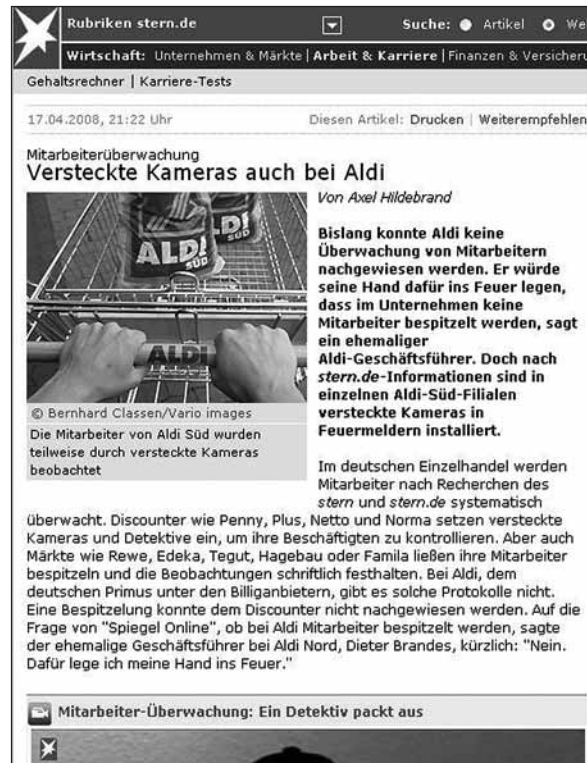 Rubriken stern.de
Suche: Artikel We
Wirtschaft: Unternehmen & Märkte | Arbeit & Karriere | Finanzen & Versicheru
Gehaltsrechner | Karriere-Tests
17.04.2008, 21:22 Uhr
Diesen Artikel: Drucken | Weiterempfehlen
Mitarbeiterüberwachung
Versteckte Kameras auch bei Aldi
ALDI
SÜD
ALDI
SÜD
ALDI
© Bernhard Classen/Vario images
Die Mitarbeiter von Aldi Süd wurden
teilweise durch versteckte Kameras
beobachtet
Von Axel Hildebrand
Bislang konnte Aldi keine
Überwachung von Mitarbeitern
nachgewiesen werden. Er würde
seine Hand dafür ins Feuer legen,
dass im Unternehmen keine
Mitarbeiter bespitzelt werden, sagt
ein ehemaliger
Aldi-Geschäftsführer. Doch nach
stern.de-Informationen sind in
einzelnen Aldi-Süd-Filialen
versteckte Kameras in
Feuermeldern installiert.
Im deutschen Einzelhandel werden
Mitarbeiter nach Recherchen des
stern und stern.de systematisch
überwacht. Discounter wie Penny, Plus, Netto und Norma setzen versteckte
Kameras und Detektive ein, um ihre Beschäftigten zu kontrollieren. Aber auch
Märkte wie Rewe, Edeka, Tegut, Hagebau oder Famila ließen ihre Mitarbeiter
bespitzeln und die Beobachtungen schriftlich festhalten. Bei Aldi, dem
deutschen Primus unter den Billiganbietern, gibt es solche Protokolle nicht.
Eine Bespitzelung konnte dem Discounter nicht nachgewiesen werden. Auf die
Frage von "Spiegel Online", ob bei Aldi Mitarbeiter bespitzelt werden, sagte
der ehemalige Geschäftsführer bei Aldi Nord, Dieter Brandes, kürzlich: "Nein.
Dafür lege ich meine Hand ins Feuer."
Mitarbeiter-Überwachung: Ein Detektiv packt aus